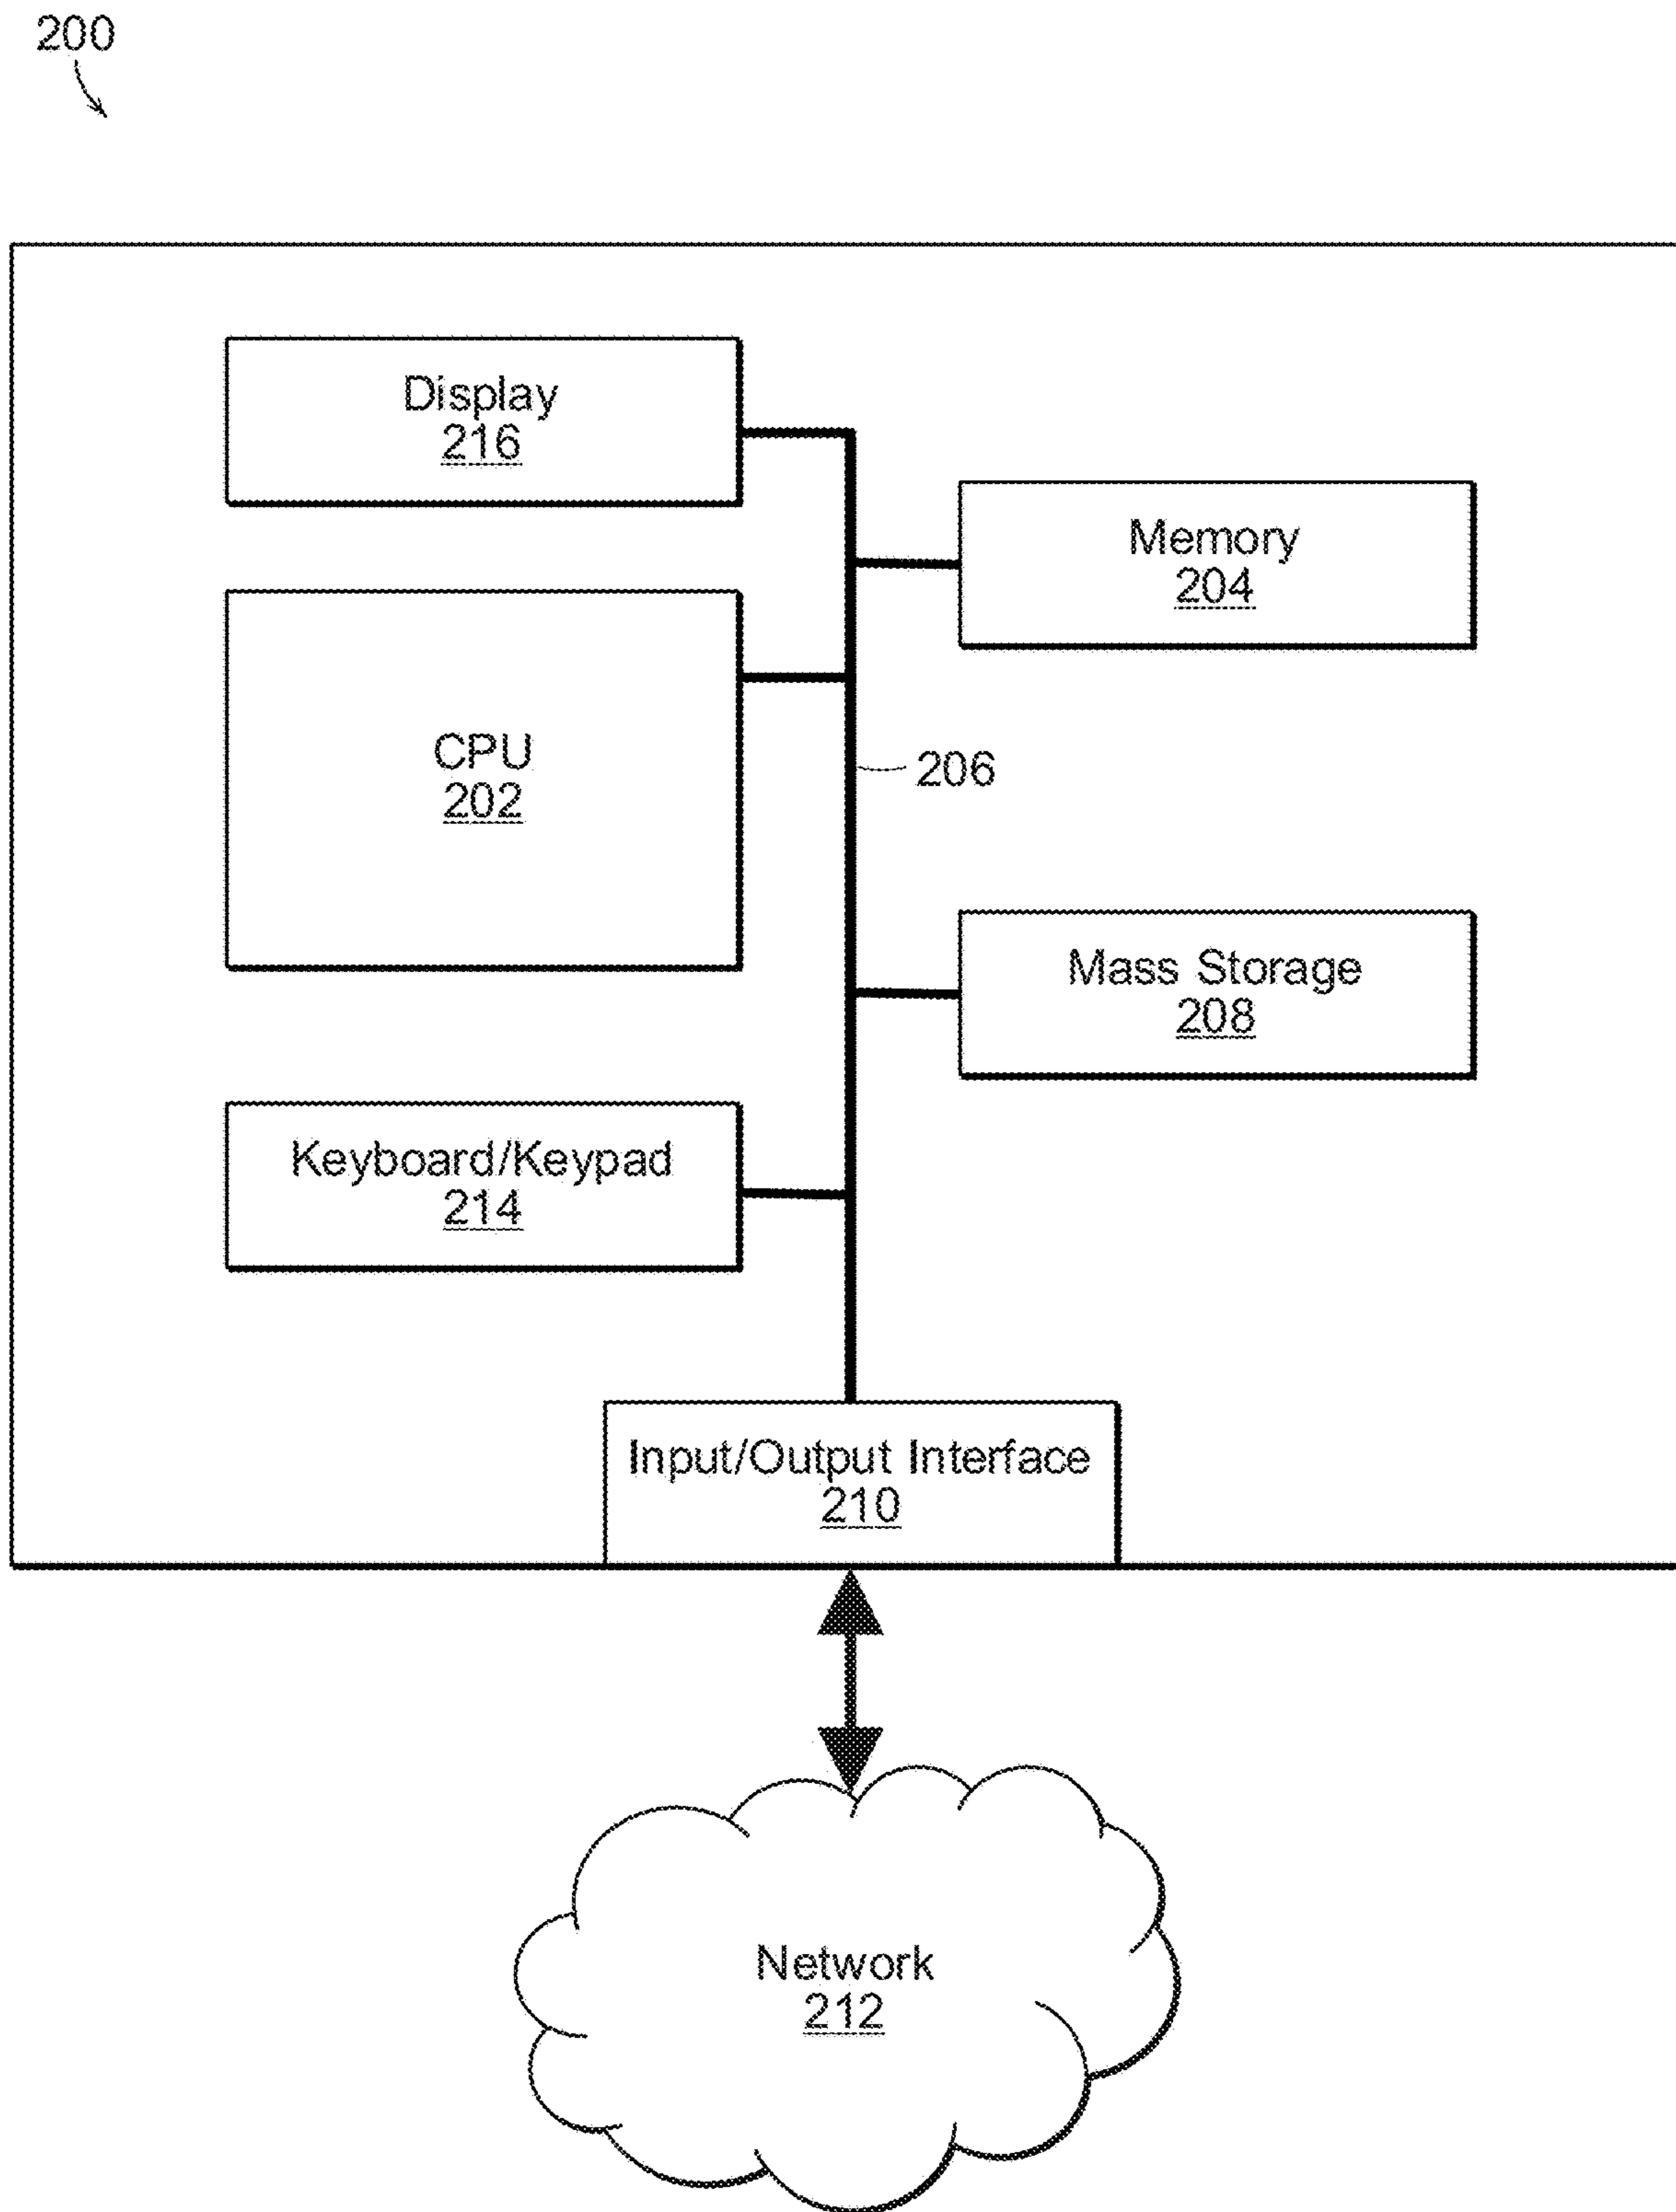 200
Display
216
Memory
204
CPU
202
206
Mass Storage
208
Keyboard/Keypad
214
Input/Output Interface
210
Network
212